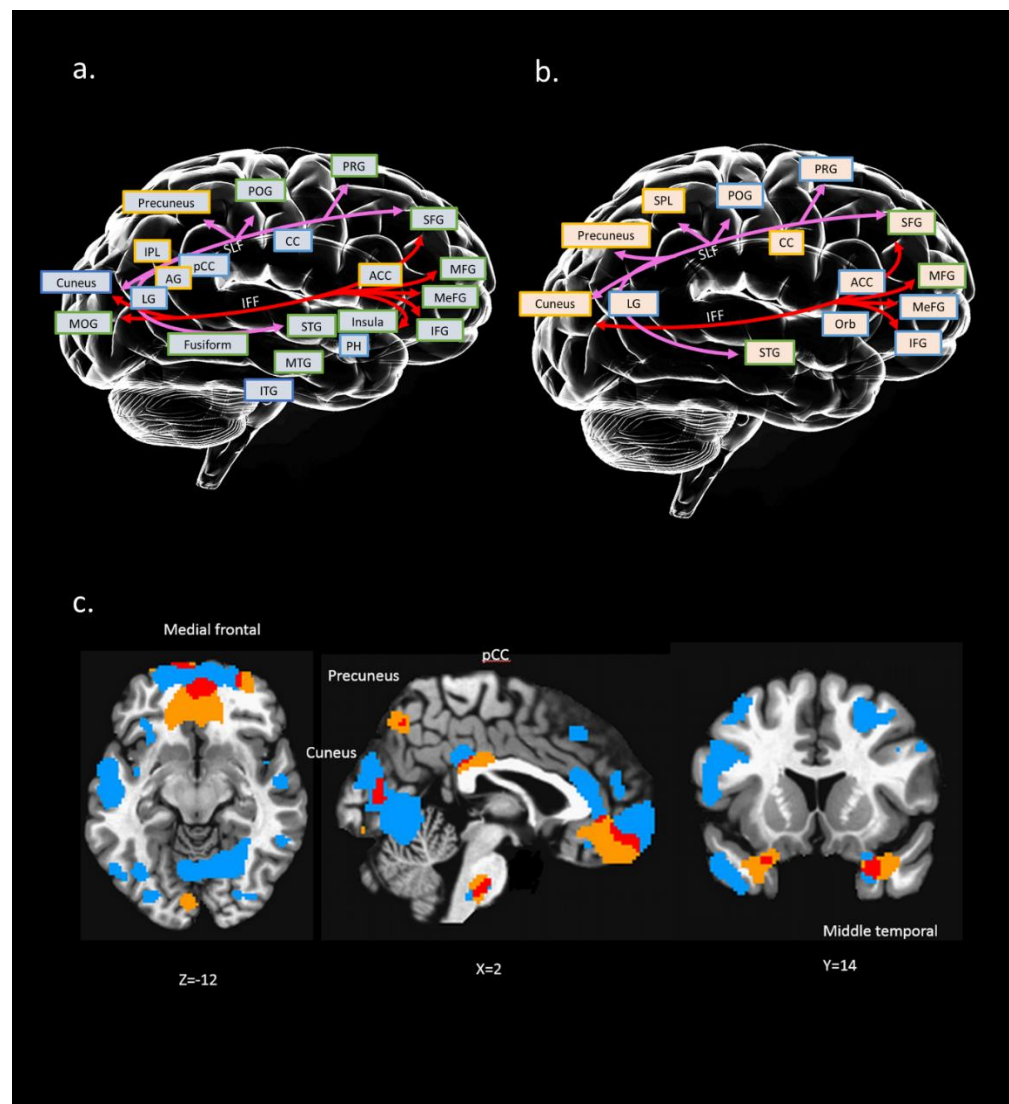 a.
PRG
POG
Precuneus
SFG
CC
SLF
IPL
pCC
AG
ACC
MFG
Cuneus
LG
MeFG
IFF
MOG
STG
Insula
IFG
Fusiform
PH
MTG
ITG
b.
PRG
POG
SPL
SFG
Precuneus
CC
SLF
ACC
MFG
Cuneus
LG
MeFG
IFF
Orb
IFG
STG
c.
Medial frontal
pCC
Precuneus
Cuneus
Middle temporal
Z=-12
X=2
Y=14